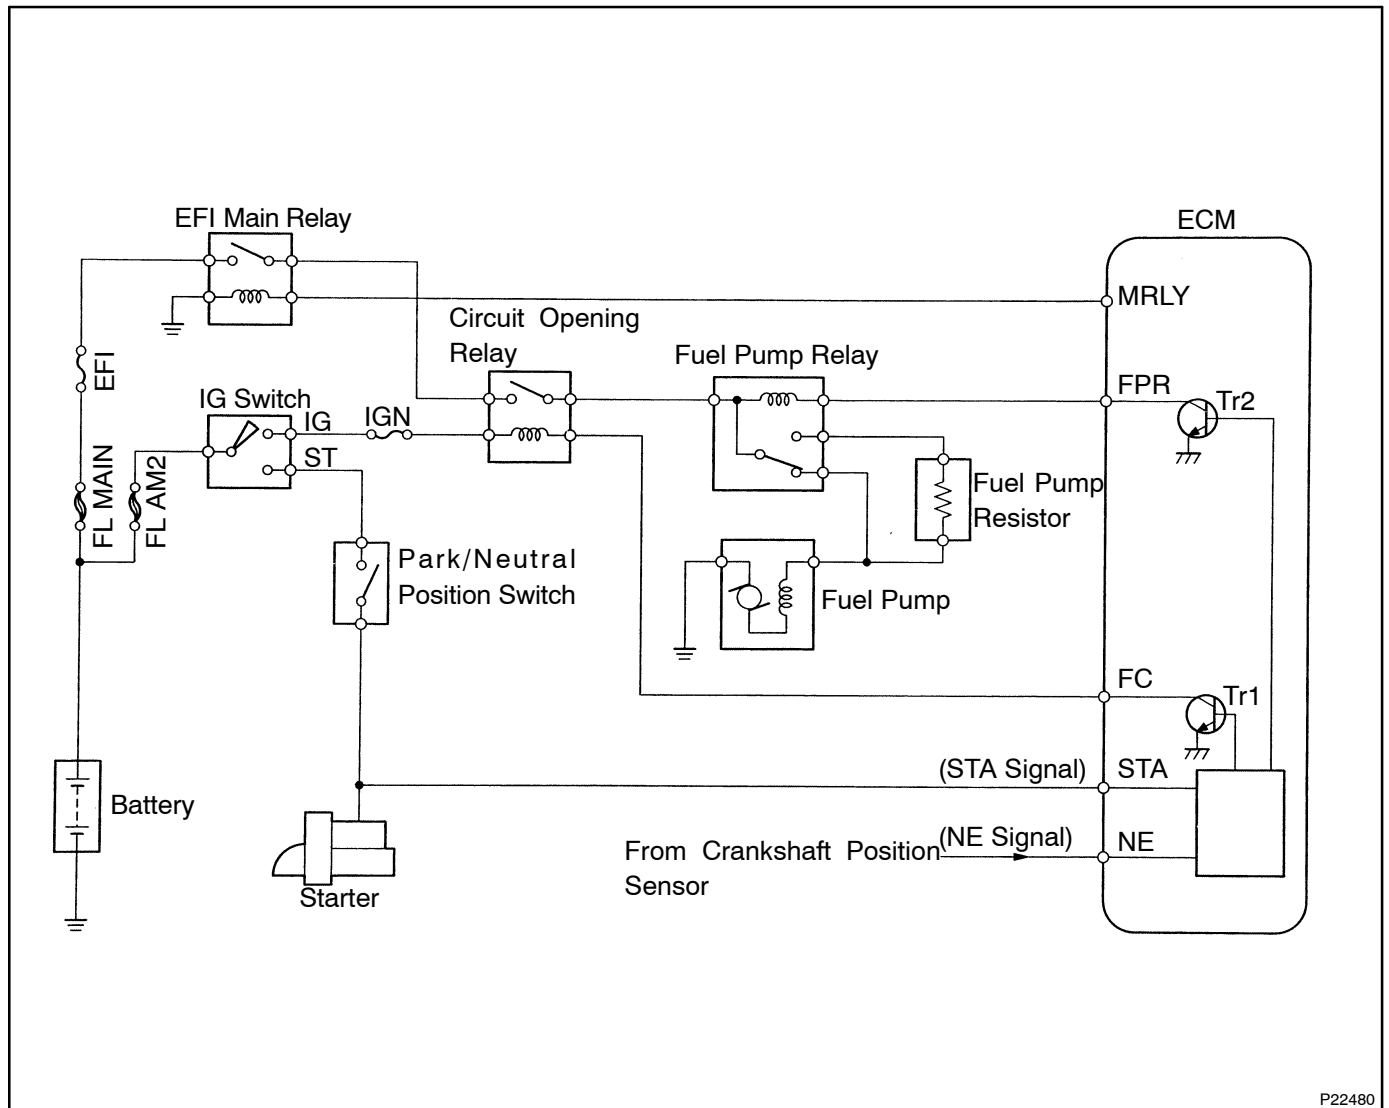 EFI Main Relay
ECM
MRLY
Circuit Opening
Relay
Fuel Pump Relay
EFI
IG Switch
IG
IGN
FPR
Tr2
ST
FL MAIN
FL AM2
Fuel Pump
Resistor
Park/Neutral
Position Switch
Fuel Pump
FC
Tr1
(STA Signal)
STA
Battery
(NE Signal)
NE
From Crankshaft Position
Sensor
Starter
P22480